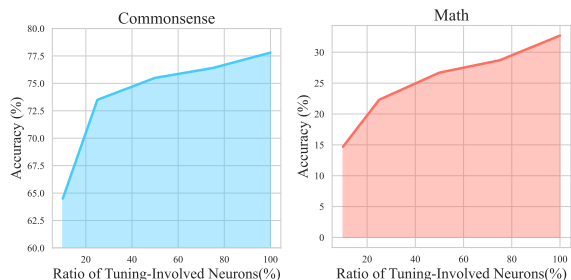 Commonsense
Accuracy (%)
80.0
77.5
75.0
72.5
70.0
67.5
65.0
62.5
60.0
20 40 60 80 100
Ratio of Tuning-Involved Neurons(%)
Math
Accuracy (%)
30
25
20
15
10
5
0
20 40 60 80 100
Ratio of Tuning-Involved Neurons(%)